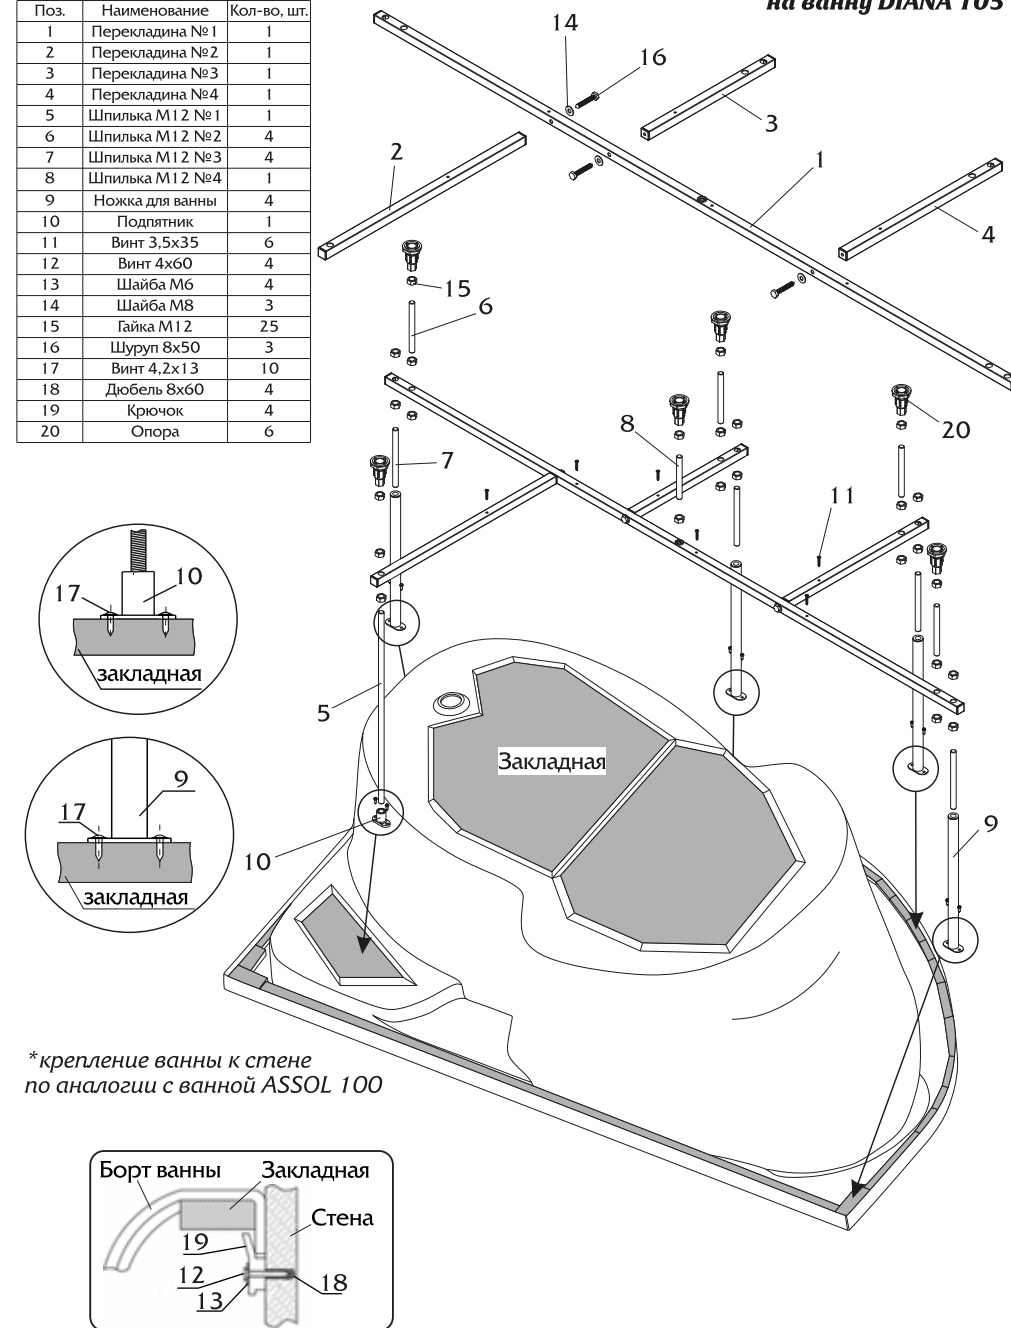 на ванну DIANA 105
Поз. Наименование Кол-во, шт.
1 Перекладина №1 1
2 Перекладина №2 1
3 Перекладина №3 1
4 Перекладина №4 1
5 Шпилька М12 №1 1
6 Шпилька М12 №2 4
7 Шпилька М12 №3 4
8 Шпилька М12 №4 1
9 Ножка для ванны 4
10 Подпятник 1
11 Винт 3,5х35 6
12 Винт 4х60 4
13 Шайба М6 4
14 Шайба М8 3
15 Гайка М12 25
16 Шуруп 8х50 3
17 Винт 4,2х13 10
18 Дюбель 8х60 4
19 Крючок 4
20 Опора 6
14
16
3
2
1
4
15
6
20
8
7
11
17
10
закладная
5
Закладная
9
17
закладная
10
9
*крепление ванны к стене
по аналогии с ванной ASSOL 100
Борт ванны
Закладная
Стена
19
12
13
18